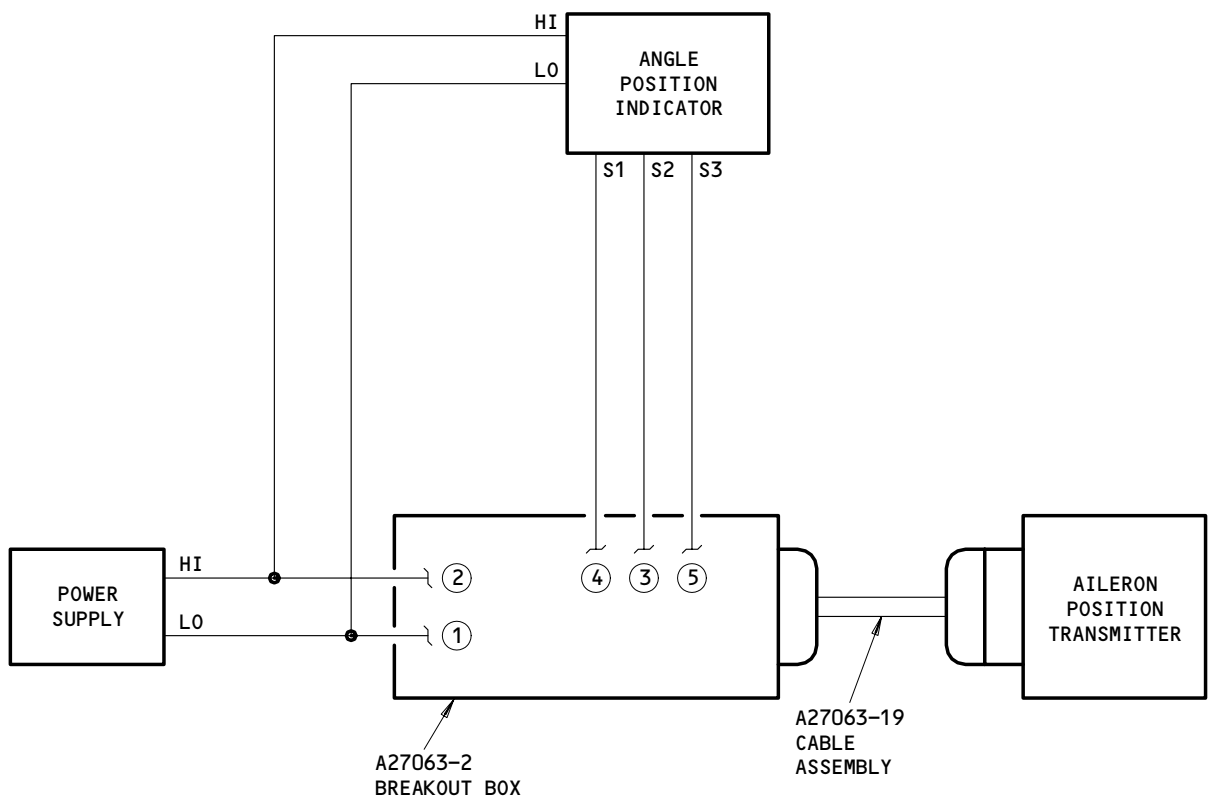 HI
LO
ANGLE
POSITION
INDICATOR
S1
S2
S3
POWER
SUPPLY
HI
LO
2
1
4
3
5
AILERON
POSITION
TRANSMITTER
A27063-2
BREAKOUT BOX
A27063-19
CABLE
ASSEMBLY